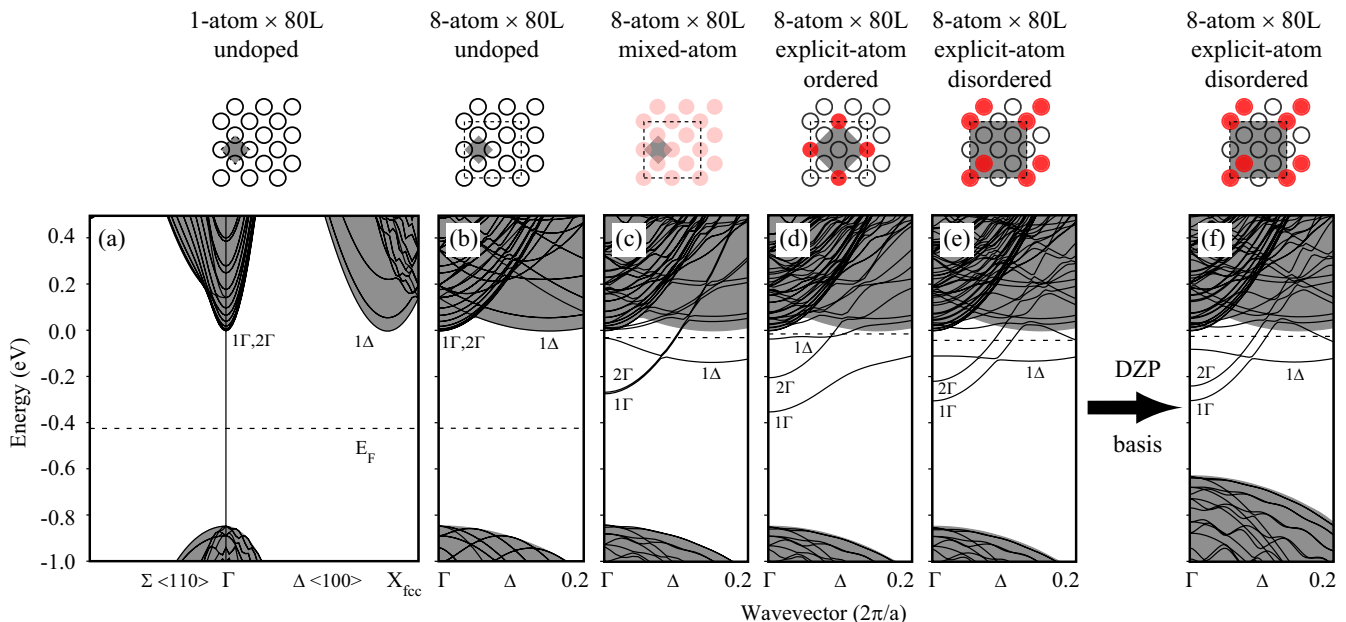 1-atom × 80L
undoped
8-atom × 80L
undoped
8-atom × 80L
mixed-atom
8-atom × 80L
explicit-atom
ordered
8-atom × 80L
explicit-atom
disordered
8-atom × 80L
explicit-atom
disordered
Energy (eV)
0.4
0.2
0.0
-0.2
-0.4
-0.6
-0.8
-1.0
(a)
1Γ,2Γ
1Δ
E_F
Σ <110>
Γ
Δ <100>
X_fcc
(b)
1Γ,2Γ
1Δ
Γ
Δ
0.2
(c)
2Γ
1Γ
1Δ
Γ
Δ
0.2
(d)
1Δ
2Γ
1Γ
Γ
Δ
0.2
(e)
2Γ
1Γ
1Δ
Γ
Δ
0.2
DZP
basis
(f)
2Γ
1Γ
1Δ
Γ
Δ
0.2
Wavevector (2π/a)